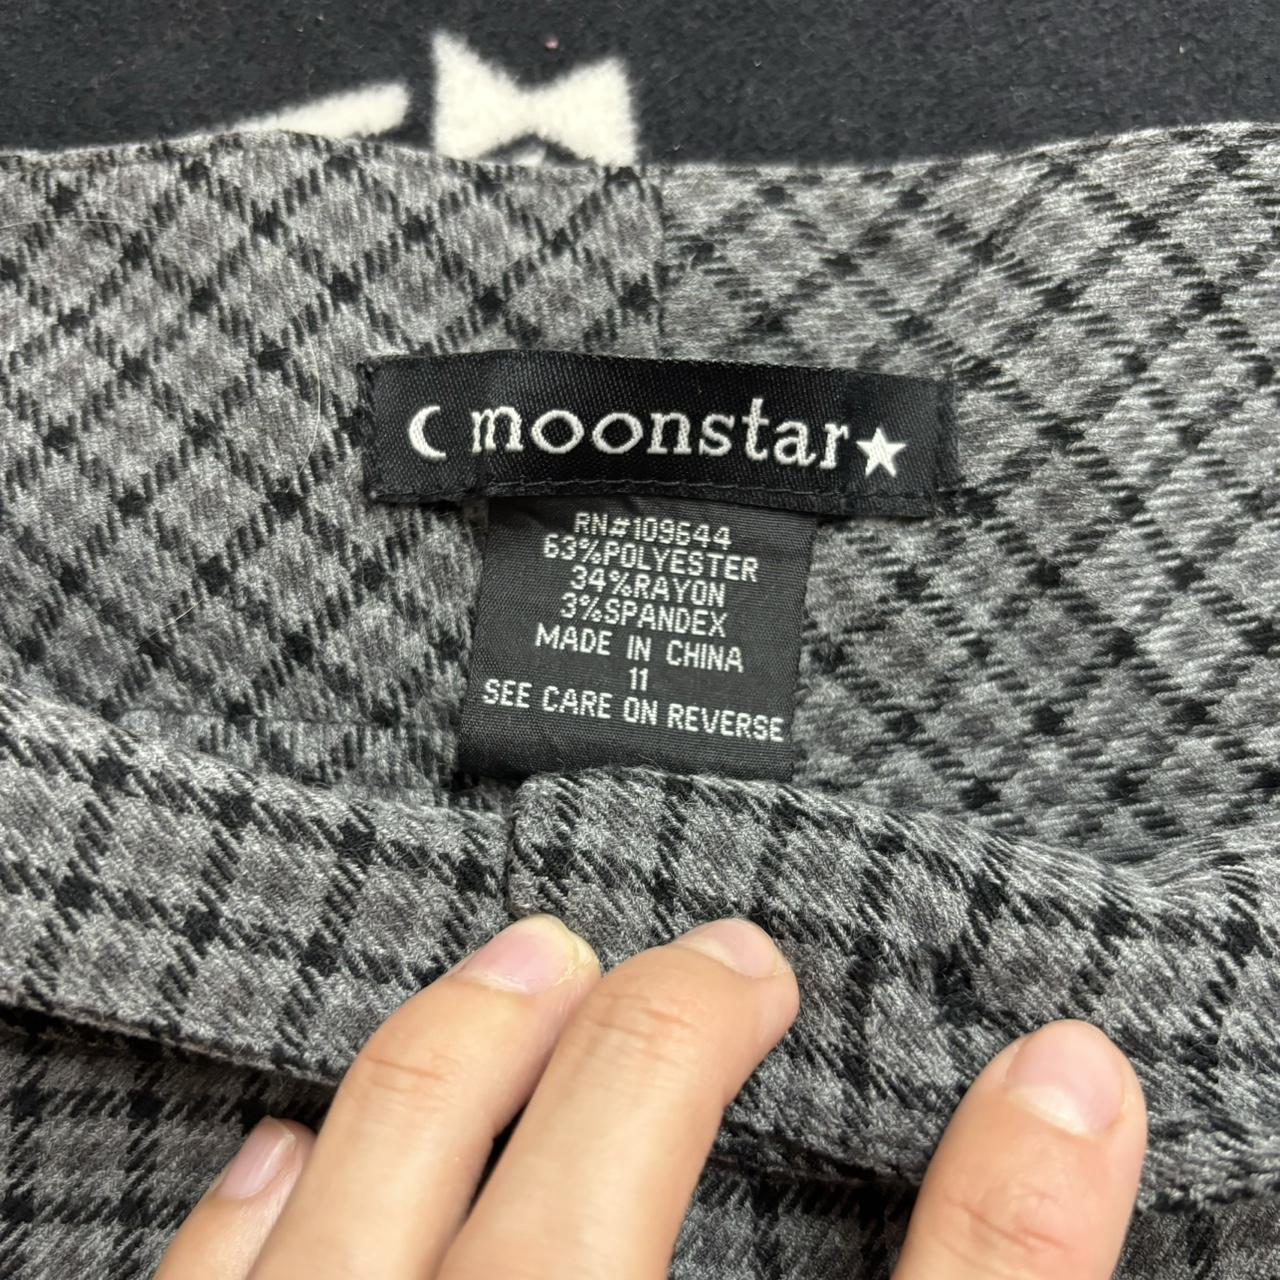 moonstar
RN#109644
63%POLYESTER
34%RAYON
3%SPANDEX
MADE IN CHINA
11
SEE CARE ON REVERSE